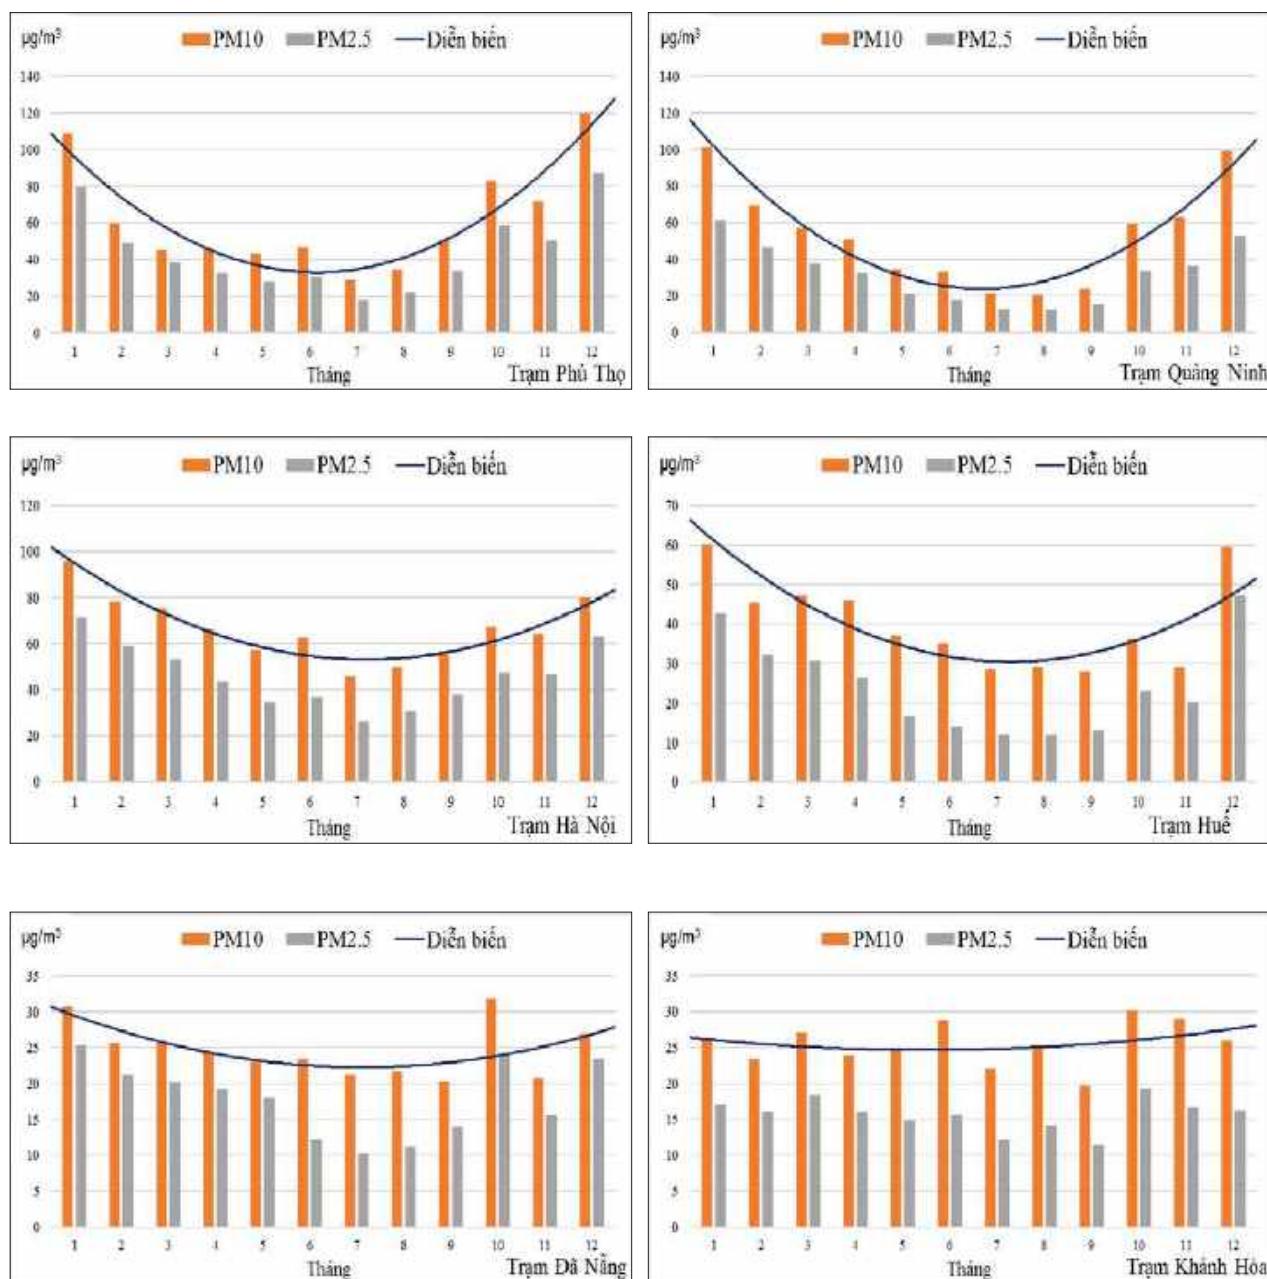 µg/m³ PM10 PM2.5 Diễn biến
140
120
100
80
60
40
20
0
1 2 3 4 5 6 7 8 9 10 11 12
Tháng Trạm Phú Thọ
µg/m³ PM10 PM2.5 Diễn biến
140
120
100
80
60
40
20
0
1 2 3 4 5 6 7 8 9 10 11 12
Tháng Trạm Quảng Ninh
µg/m³ PM10 PM2.5 Diễn biến
120
100
80
60
40
20
0
1 2 3 4 5 6 7 8 9 10 11 12
Tháng Trạm Hà Nội
µg/m³ PM10 PM2.5 Diễn biến
70
60
50
40
30
20
10
0
1 2 3 4 5 6 7 8 9 10 11 12
Tháng Trạm Huế
µg/m³ PM10 PM2.5 Diễn biến
35
30
25
20
15
10
5
0
1 2 3 4 5 6 7 8 9 10 11 12
Tháng Trạm Đà Nẵng
µg/m³ PM10 PM2.5 Diễn biến
35
30
25
20
15
10
5
0
1 2 3 4 5 6 7 8 9 10 11 12
Tháng Trạm Khánh Hòa